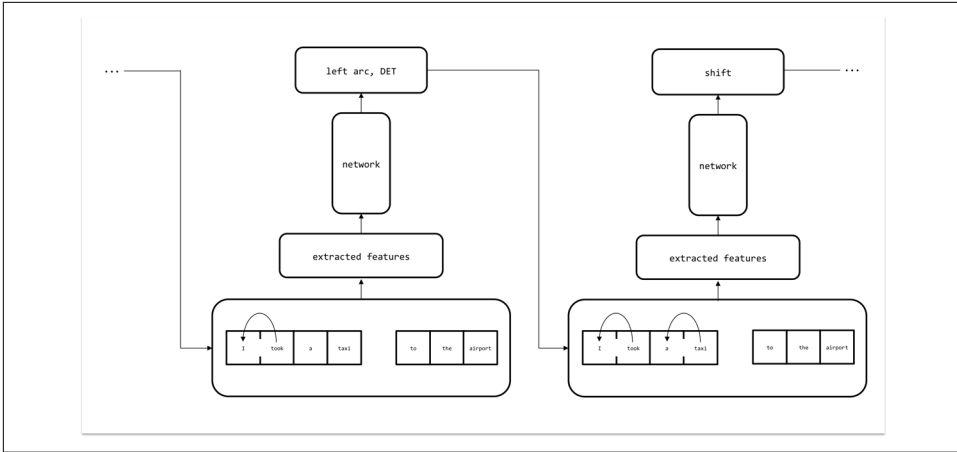 ...
left arc, DET
shift
...
network
network
extracted features
extracted features
I took a taxi to the airport
I took a taxi to the airport